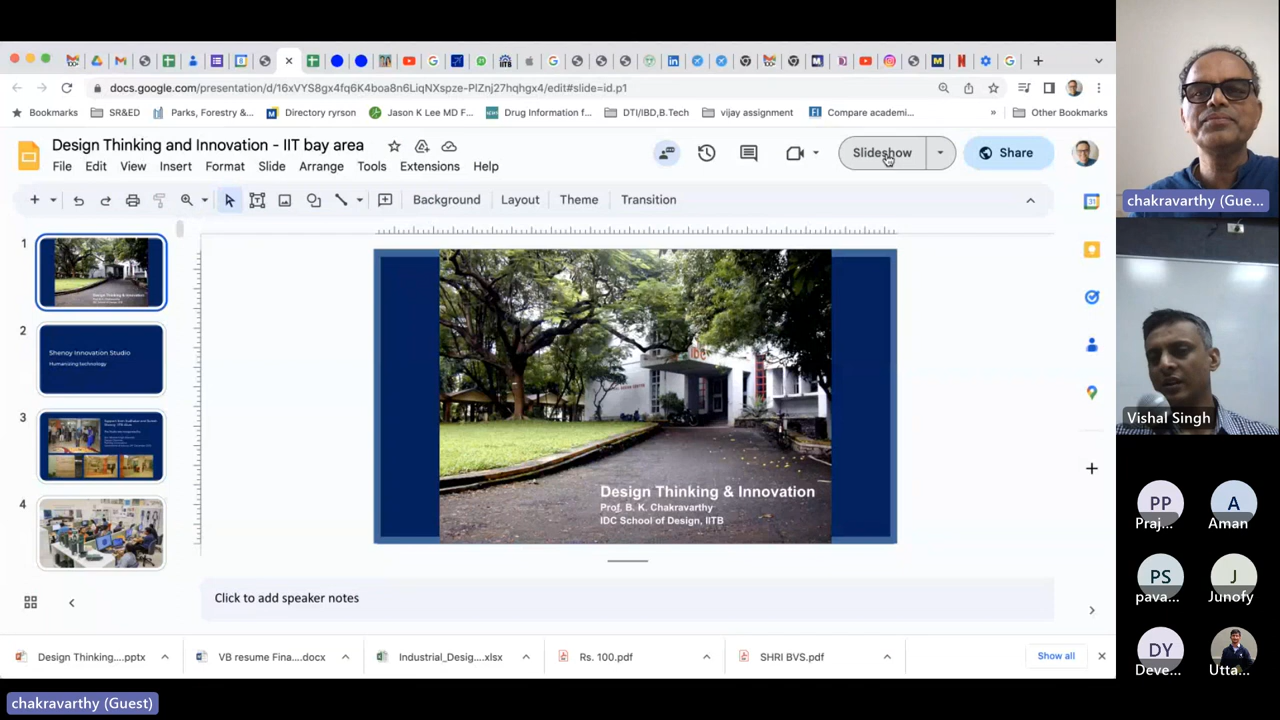 docs.google.com/presentation/d/16xVYS8gx4fq6K4boa8n6LiqNXspze-PlZnj27hqhgx4/edit#slide=id.p1
Bookmarks
SR&ED
Parks, Forestry &...
Directory ryrson
Jason K Lee MD F...
Drug Information f...
DTI/IBD,B.Tech
vijay assignment
Compare academi...
»
Other Bookmarks
Design Thinking and Innovation - IIT bay area
File Edit View Insert Format Slide Arrange Tools Extensions Help
Slideshow
Share
Background Layout Theme Transition
1
2
Shenoy Innovation Studio
Humanizing technology
3
4
idc
Design Thinking & Innovation
Prof. B. K. Chakravarthy
IDC School of Design, IITB
Click to add speaker notes
Design Thinking....pptx
VB resume Fina....docx
Industrial_Desig....xlsx
Rs. 100.pdf
SHRI BVS.pdf
Show all
chakravarthy (Guest)
chakravarthy (Gue...
Vishal Singh
PP
Praj...
A
Aman
PS
pava...
J
Junofy
DY
Deve...
Utta...